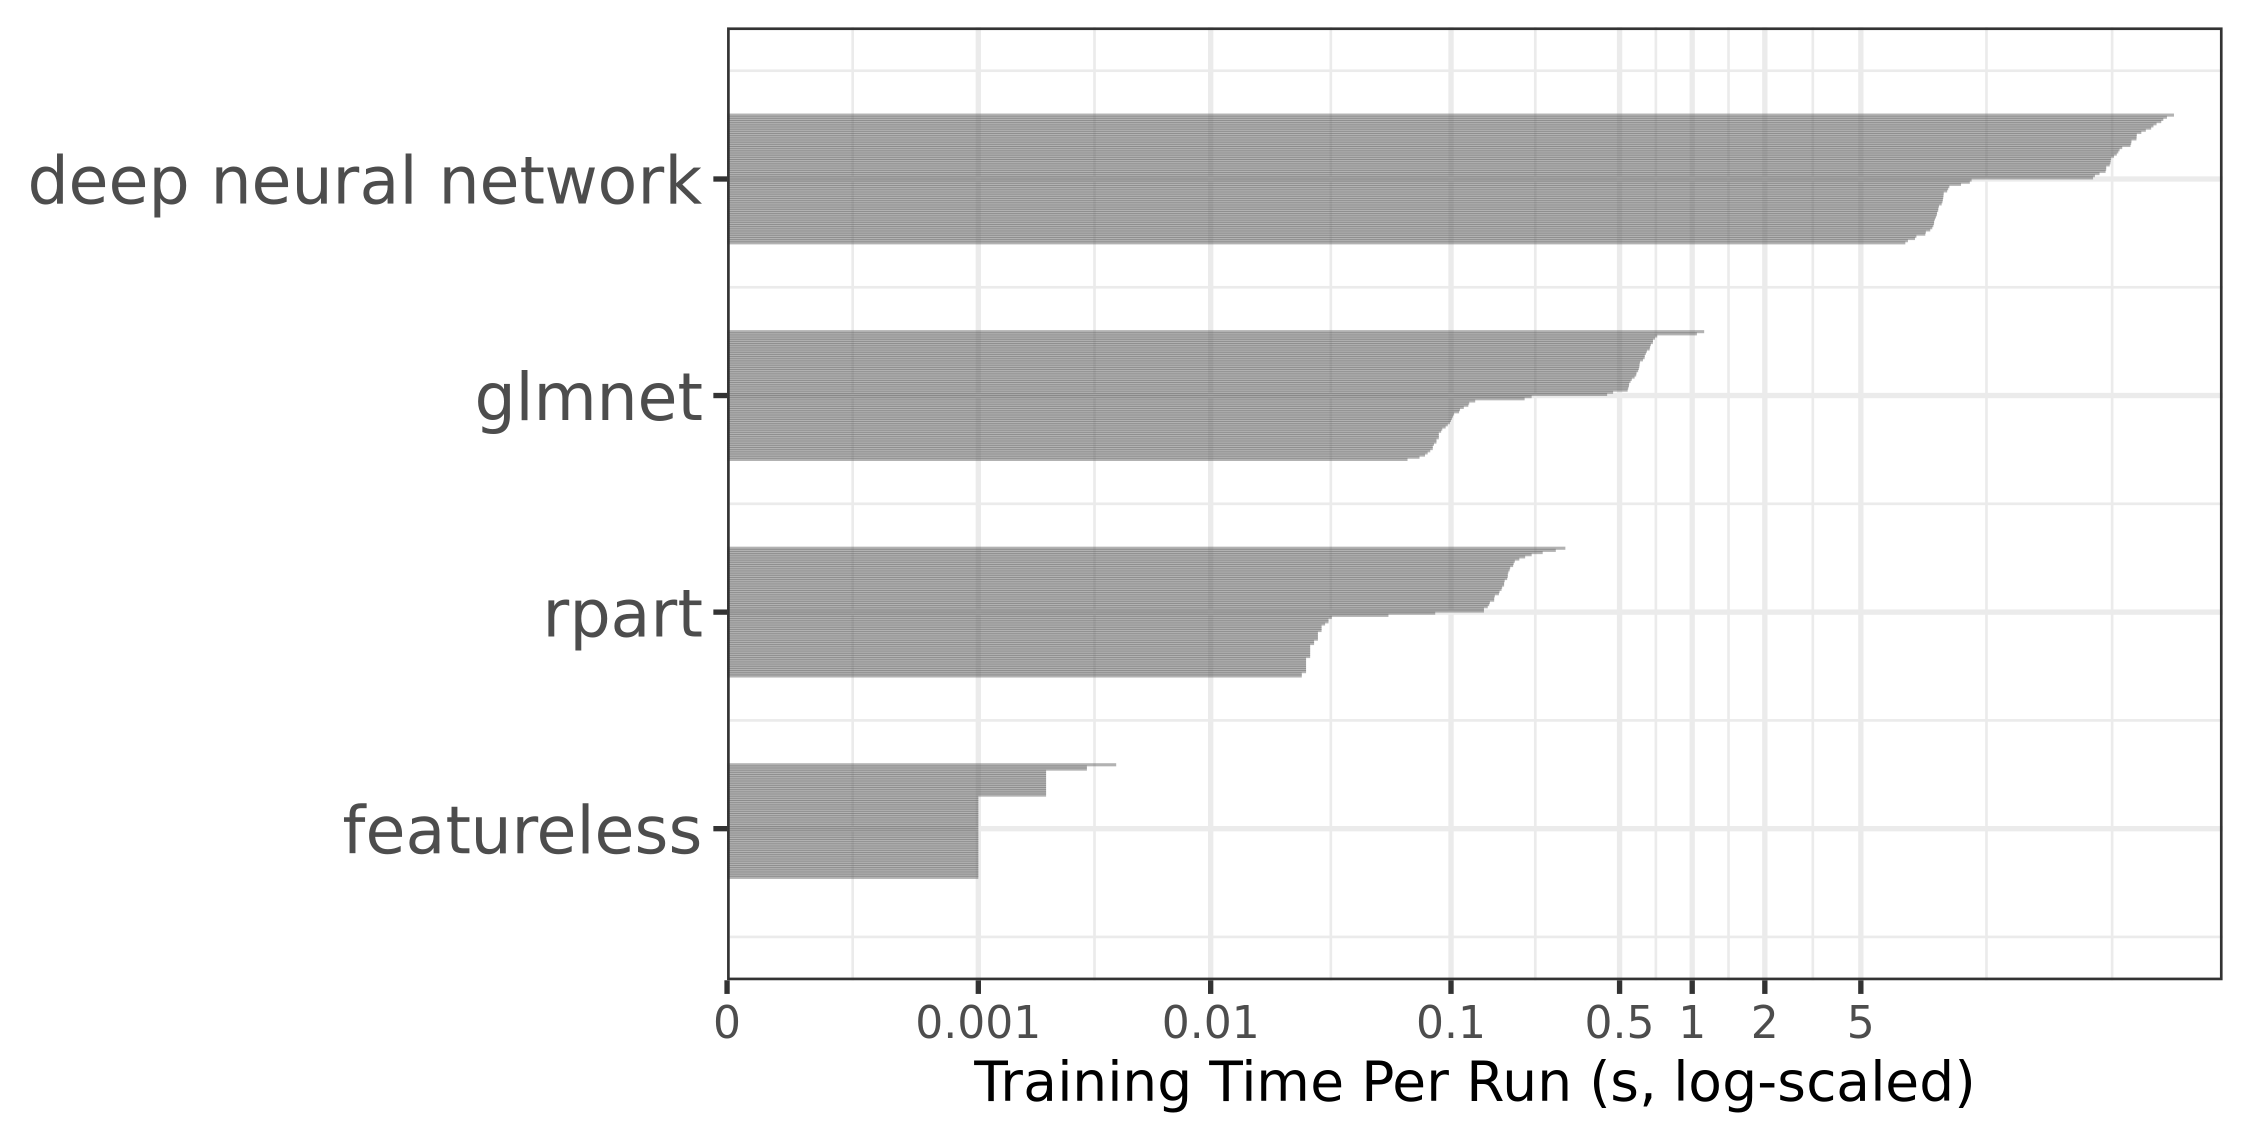 deep neural network
glmnet
rpart
featureless
0 0.001 0.01 0.1 0.5 1 2 5
Training Time Per Run (s, log-scaled)